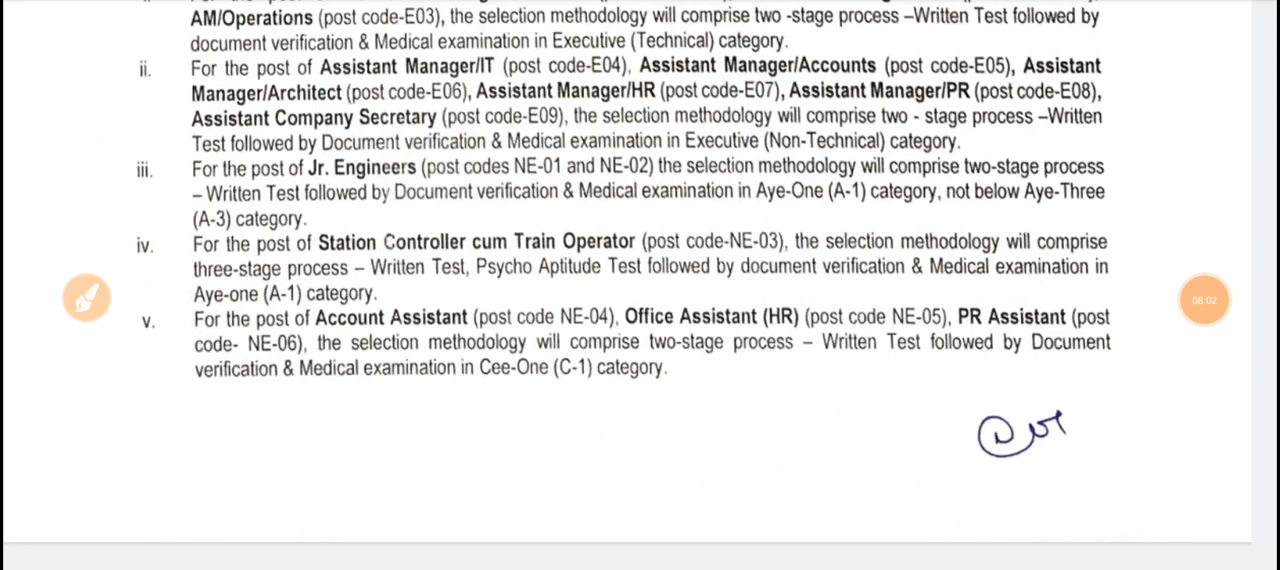 AM/Operations (post code-E03), the selection methodology will comprise two -stage process –Written Test followed by
document verification & Medical examination in Executive (Technical) category.
ii. For the post of Assistant Manager/IT (post code-E04), Assistant Manager/Accounts (post code-E05), Assistant
Manager/Architect (post code-E06), Assistant Manager/HR (post code-E07), Assistant Manager/PR (post code-E08),
Assistant Company Secretary (post code-E09), the selection methodology will comprise two - stage process –Written
Test followed by Document verification & Medical examination in Executive (Non-Technical) category.
iii. For the post of Jr. Engineers (post codes NE-01 and NE-02) the selection methodology will comprise two-stage process
– Written Test followed by Document verification & Medical examination in Aye-One (A-1) category, not below Aye-Three
(A-3) category.
iv. For the post of Station Controller cum Train Operator (post code-NE-03), the selection methodology will comprise
three-stage process – Written Test, Psycho Aptitude Test followed by document verification & Medical examination in
Aye-one (A-1) category.
v. For the post of Account Assistant (post code NE-04), Office Assistant (HR) (post code NE-05), PR Assistant (post
code- NE-06), the selection methodology will comprise two-stage process – Written Test followed by Document
verification & Medical examination in Cee-One (C-1) category.
08:02